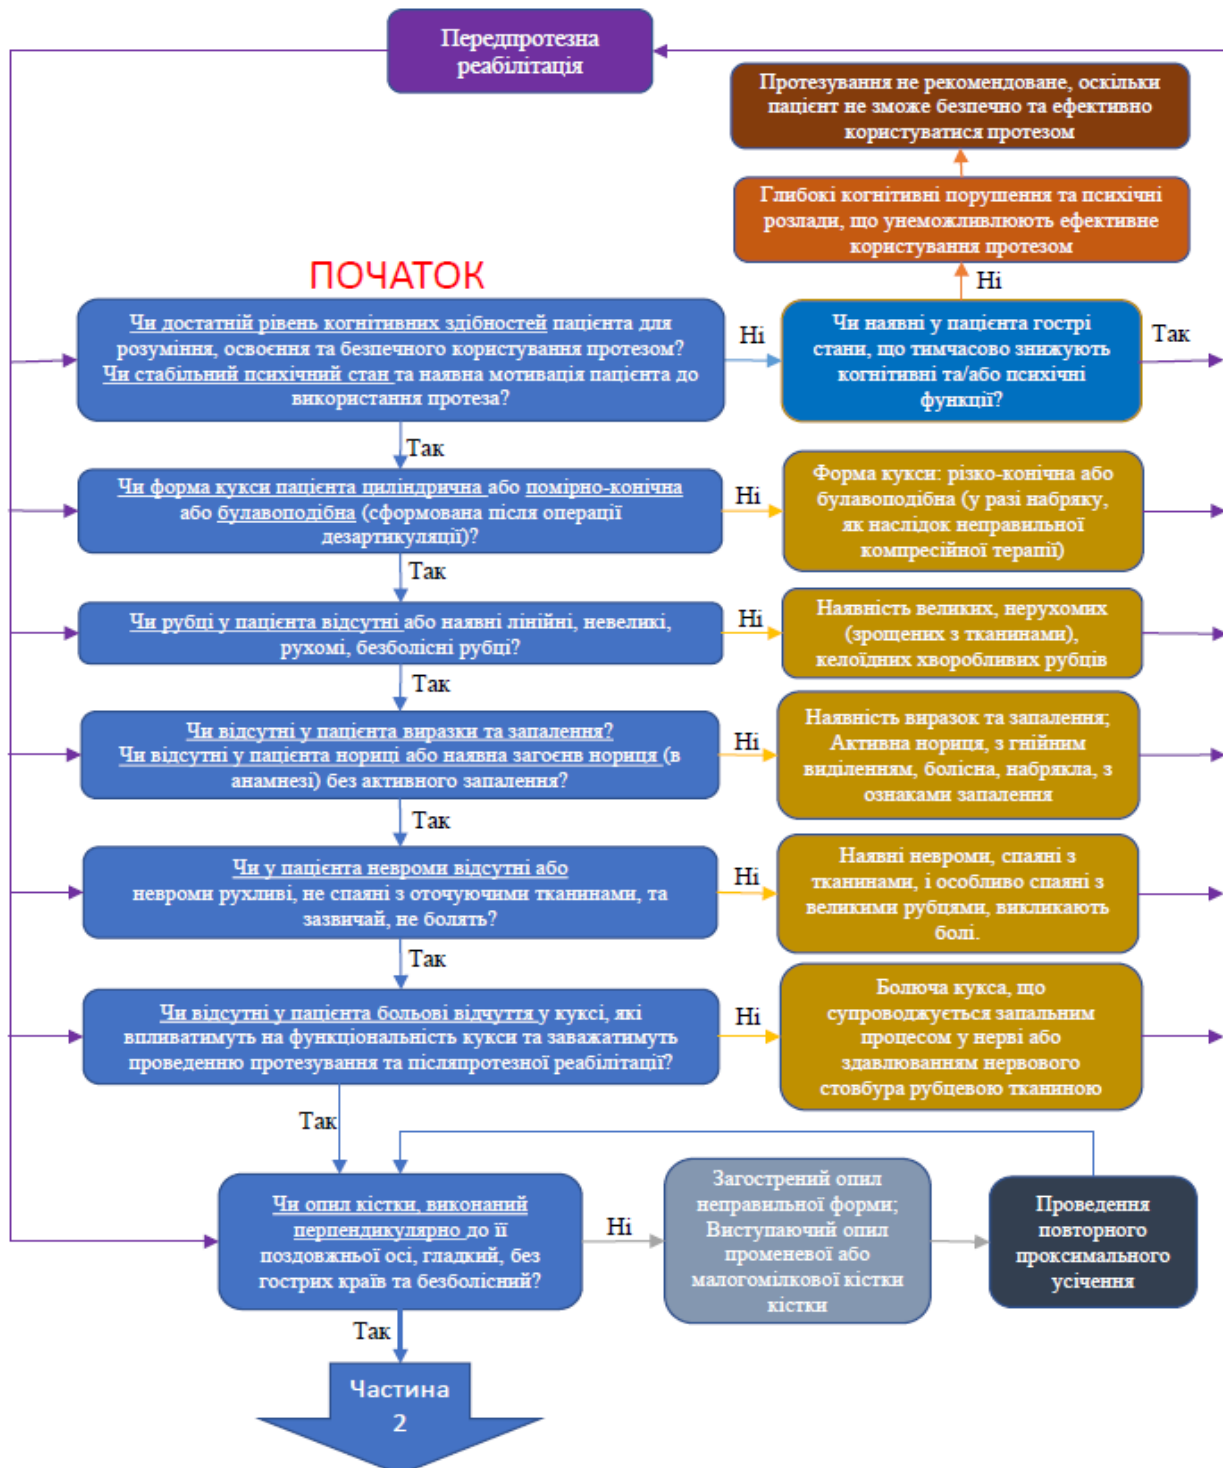 Передпротезна
реабілітація
Протезування не рекомендоване, оскільки
пацієнт не зможе безпечно та ефективно
користуватися протезом
Глибокі когнітивні порушення та психічні
розлади, що унеможливлюють ефективне
користування протезом
Ні
ПОЧАТОК
Чи достатній рівень когнітивних здібностей пацієнта для
розуміння, освоєння та безпечного користування протезом?
Чи стабільний психічний стан та наявна мотивація пацієнта до
використання протеза?
Ні
Чи наявні у пацієнта гострі
стани, що тимчасово знижують
когнітивні та/або психічні
функції?
Так
Так
Чи форма кукси пацієнта циліндрична або помірно-конічна
або булавоподібна (сформована після операції
дезартикуляції)?
Ні
Форма кукси: різко-конічна або
булавоподібна (у разі набряку,
як наслідок неправильної
компресійної терапії)
Так
Чи рубці у пацієнта відсутні або наявні лінійні, невеликі,
рухомі, безболісні рубці?
Ні
Наявність великих, нерухомих
(зрощених з тканинами),
келоїдних хворобливих рубців
Так
Чи відсутні у пацієнта виразки та запалення?
Чи відсутні у пацієнта нориці або наявна загоєнв нориця (в
анамнезі) без активного запалення?
Ні
Наявність виразок та запалення;
Активна нориця, з гнійним
виділенням, болісна, набрякла, з
ознаками запалення
Так
Чи у пацієнта невроми відсутні або
невроми рухливі, не спаяні з оточуючими тканинами, та
зазвичай, не болять?
Ні
Наявні невроми, спаяні з
тканинами, і особливо спаяні з
великими рубцями, викликають
болі.
Так
Чи відсутні у пацієнта больові відчуття у куксі, які
впливатимуть на функціональність кукси та заважатимуть
проведенню протезування та післяпротезної реабілітації?
Ні
Болюча кукса, що
супроводжується запальним
процесом у нерві або
здавлюванням нервового
стовбура рубцевою тканиною
Так
Чи опил кістки, виконаний
перпендикулярно до її
поздовжньої осі, гладкий, без
гострих країв та безболісний?
Ні
Загострений опил
неправильної форми;
Виступаючий опил
променевої або
малогомілкової кістки
кістки
Проведення
повторного
проксимального
усічення
Так
Частина
2